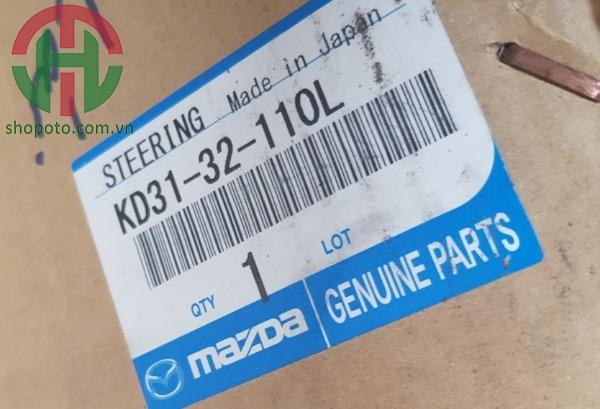 shopoto.com.vn
STEERING Made in Japan
KD31-32-110L
QTY 1 LOT
mazda GENUINE PARTS